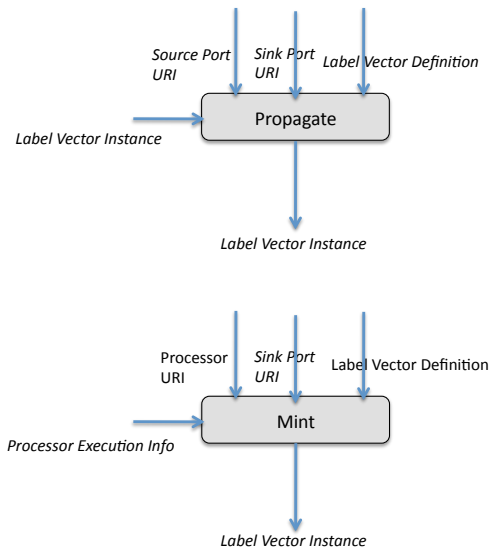 Source Port
URI
Sink Port
URI
Label Vector Definition
Propagate
Label Vector Instance
Label Vector Instance
Processor
URI
Sink Port
URI
Label Vector Definition
Mint
Processor Execution Info
Label Vector Instance